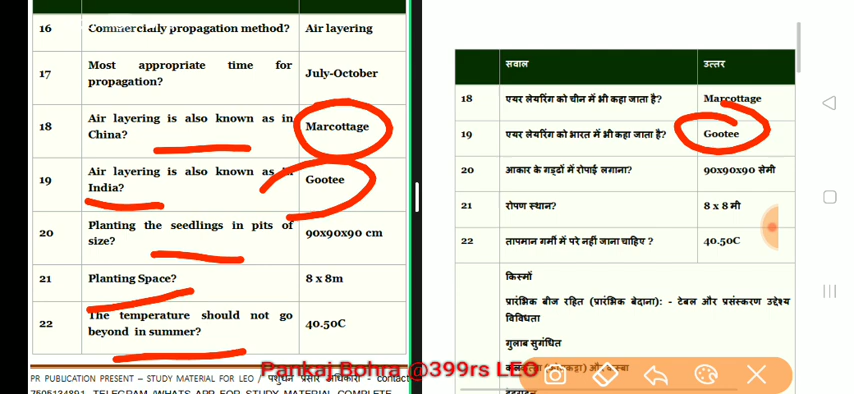 16 Commercially propagation method? Air layering
17 Most appropriate time for propagation? July-October
18 Air layering is also known as in China? Marcottage
19 Air layering is also known as in India? Gootee
20 Planting the seedlings in pits of size? 90x90x90 cm
21 Planting Space? 8 x 8m
22 The temperature should not go beyond in summer? 40.50C
PR PUBLICATION PRESENT – STUDY MATERIAL FOR LEO / पशुधन प्रसार अधिकारी - contact
सवाल उत्तर
18 एयर लेयरिंग को चीन में भी कहा जाता है? Marcottage
19 एयर लेयरिंग को भारत में भी कहा जाता है? Gootee
20 आकार के गड्ढों में रोपाई लगाना? 90x90x90 सेमी
21 रोपण स्थान? 8 x 8 मी
22 तापमान गर्मी में परे नहीं जाना चाहिए ? 40.50C
किस्मों
प्रारंभिक बीज रहित (प्रारंभिक बेदाना): - टेबल और प्रसंस्करण उद्देश्य
विविधता
गुलाब सुगंधित
Pankaj Bohra @399rs LEO